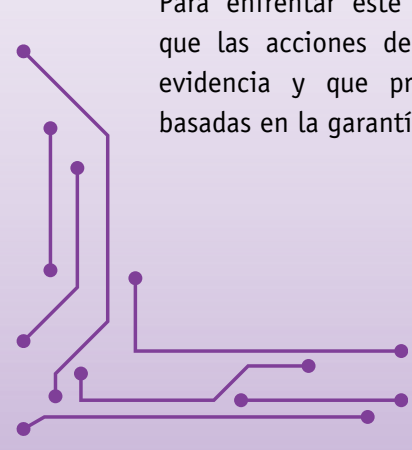 Para enfrentar este
que las acciones de
evidencia y que pr
basadas en la garantí